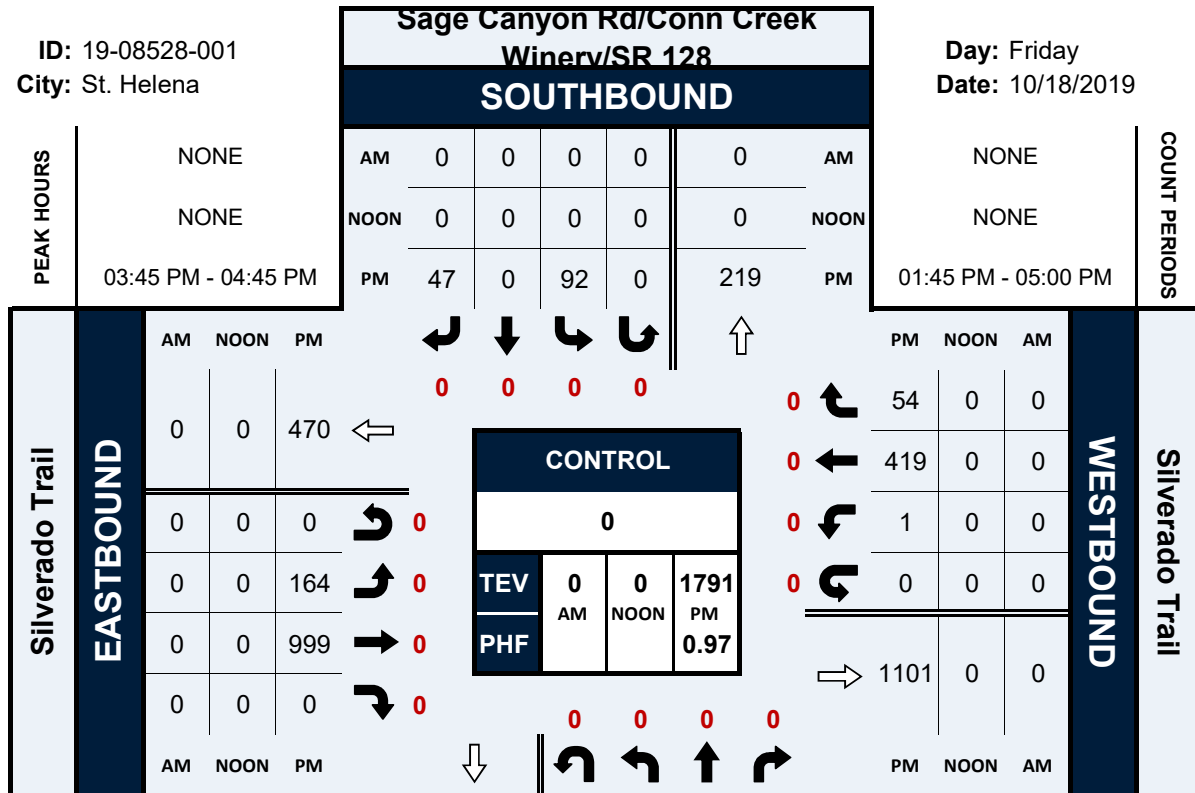 Sage Canyon Rd/Conn Creek
Winery/SR 128
ID: 19-08528-001
City: St. Helena
Day: Friday
Date: 10/18/2019
SOUTHBOUND
PEAK HOURS
NONE
NONE
03:45 PM - 04:45 PM
AM 0 0 0 0 0 AM
NOON 0 0 0 0 0 NOON
PM 47 0 92 0 219 PM
NONE
NONE
01:45 PM - 05:00 PM
COUNT PERIODS
Silverado Trail
EASTBOUND
AM NOON PM
0 0 470
0 0 0 0
0 0 164 0
0 0 999 0
0 0 0 0
AM NOON PM
0 0 0 0
CONTROL
0
TEV 0 0 1791
AM NOON PM
PHF 0.97
0 0 0 0
PM NOON AM
0 54 0 0
0 419 0 0
0 1 0 0
0 0 0 0
1101 0 0
PM NOON AM
WESTBOUND
Silverado Trail